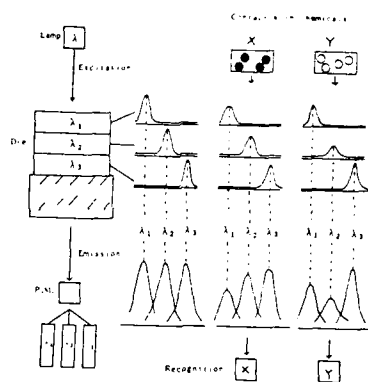 Lamp λ
Excitation
X Y
Die
λ₁
λ₂
λ₃
λ₁ λ₂ λ₃ λ₁ λ₂ λ₃ λ₁ λ₂ λ₃
Emission
P.M.
Recognition X Y